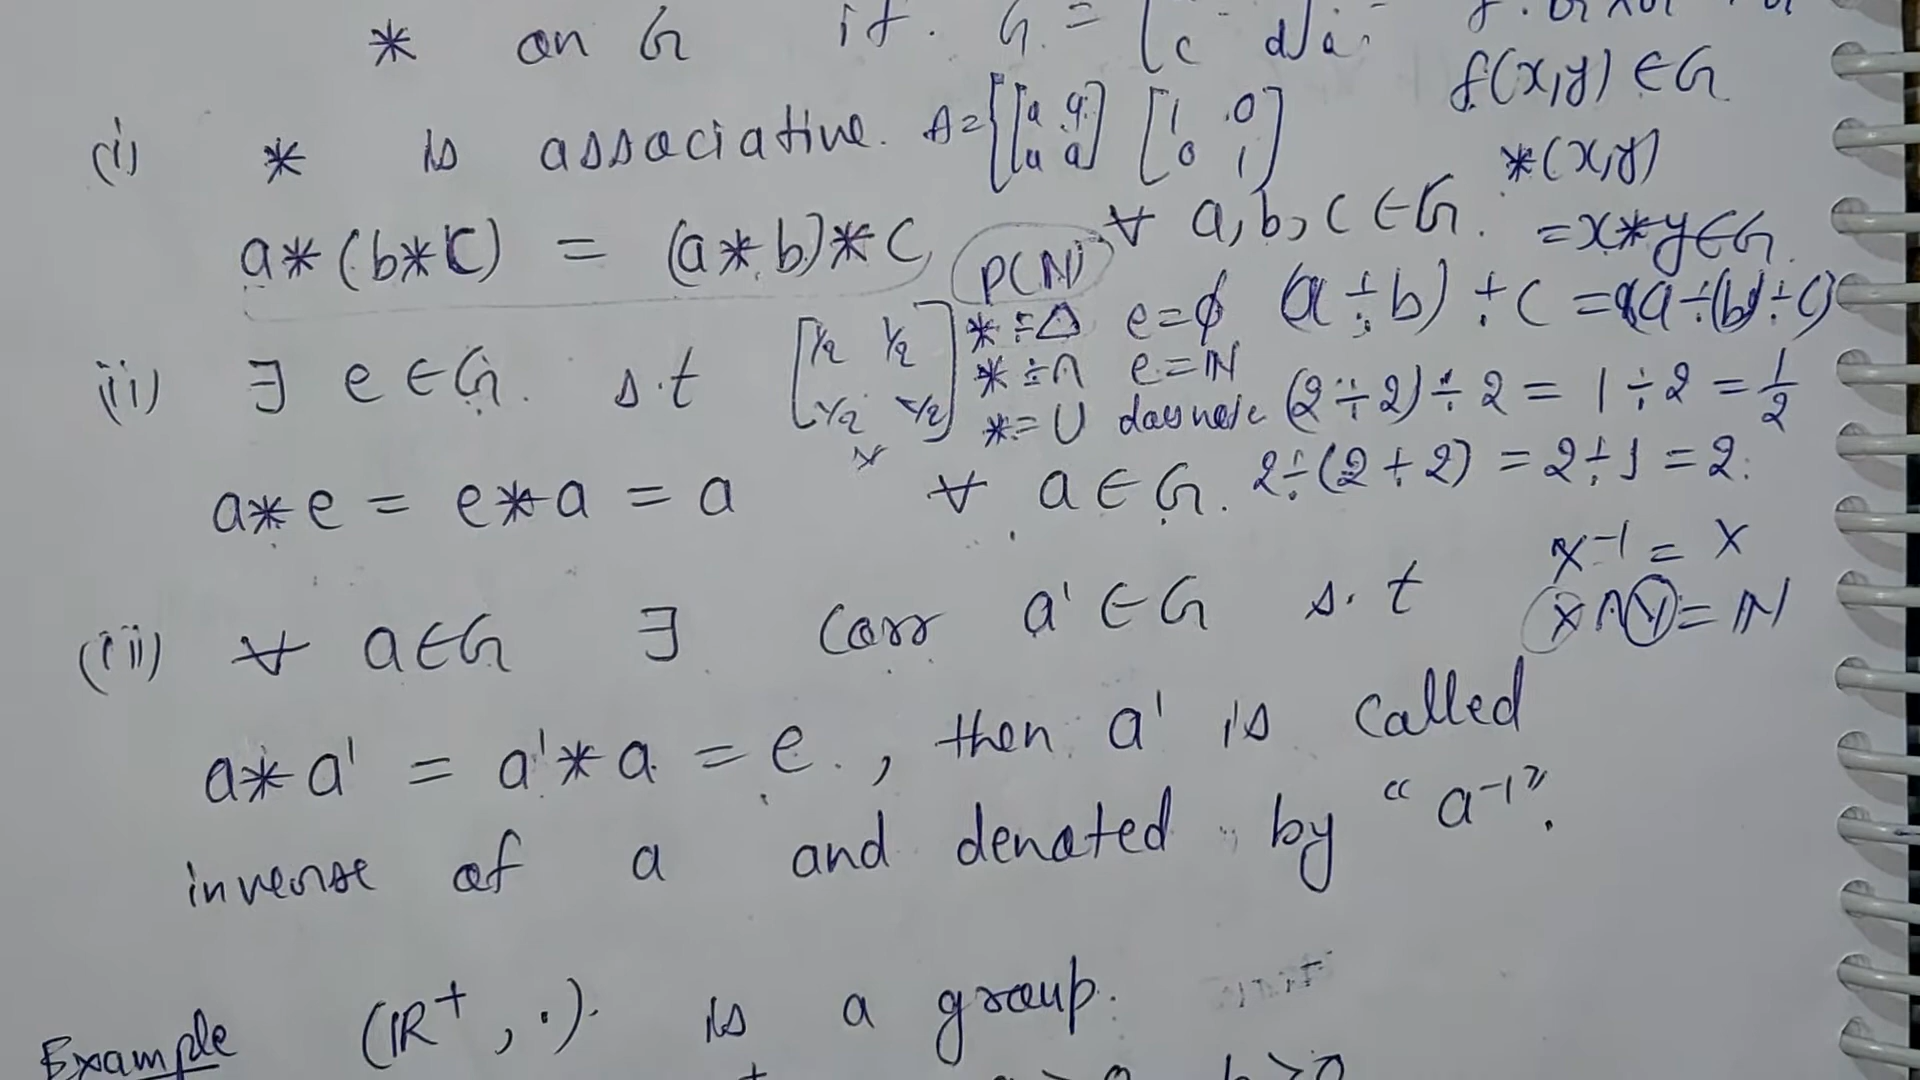 * on G if. G = [ c d] a. f: G×G
f(x,y) ∈ G
(i) * is associative. A = {[a a a a] [1 0 0 1]
*(x,y)
a*(b*c) = (a*b)*c ∀ a,b,c ∈ G.
= x*y ∈ G
P(N)
* = Δ e = ϕ (a ÷ b) ÷ c = a ÷ (b ÷ c)
(ii) ∃ e ∈ G. s.t [1/2 1/2 1/2 1/2] * = ∩ e = ℕ (2 ÷ 2) ÷ 2 = 1 ÷ 2 = 1/2
* = ∪
a*e = e*a = a ∀ a ∈ G. 2 ÷ (2 ÷ 2) = 2 ÷ 1 = 2.
x⁻¹ = X
(iii) ∀ a ∈ G ∃ corr a' ∈ G s.t X ∩ Y = ℕ
a*a' = a'*a = e., then a' is called
inverse of a and denoted by “a⁻¹”.
Example (ℝ⁺, ·). is a group.